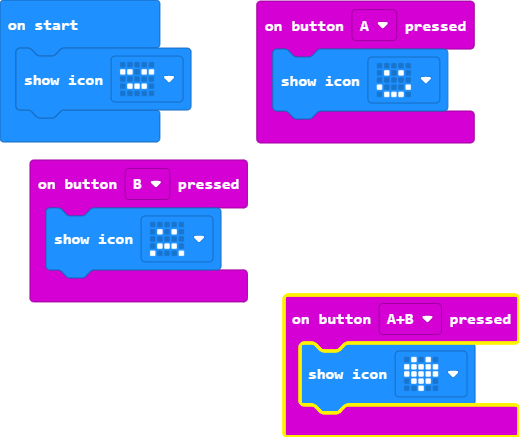 on start
show icon
on button A pressed
show icon
on button B pressed
show icon
on button A+B pressed
show icon